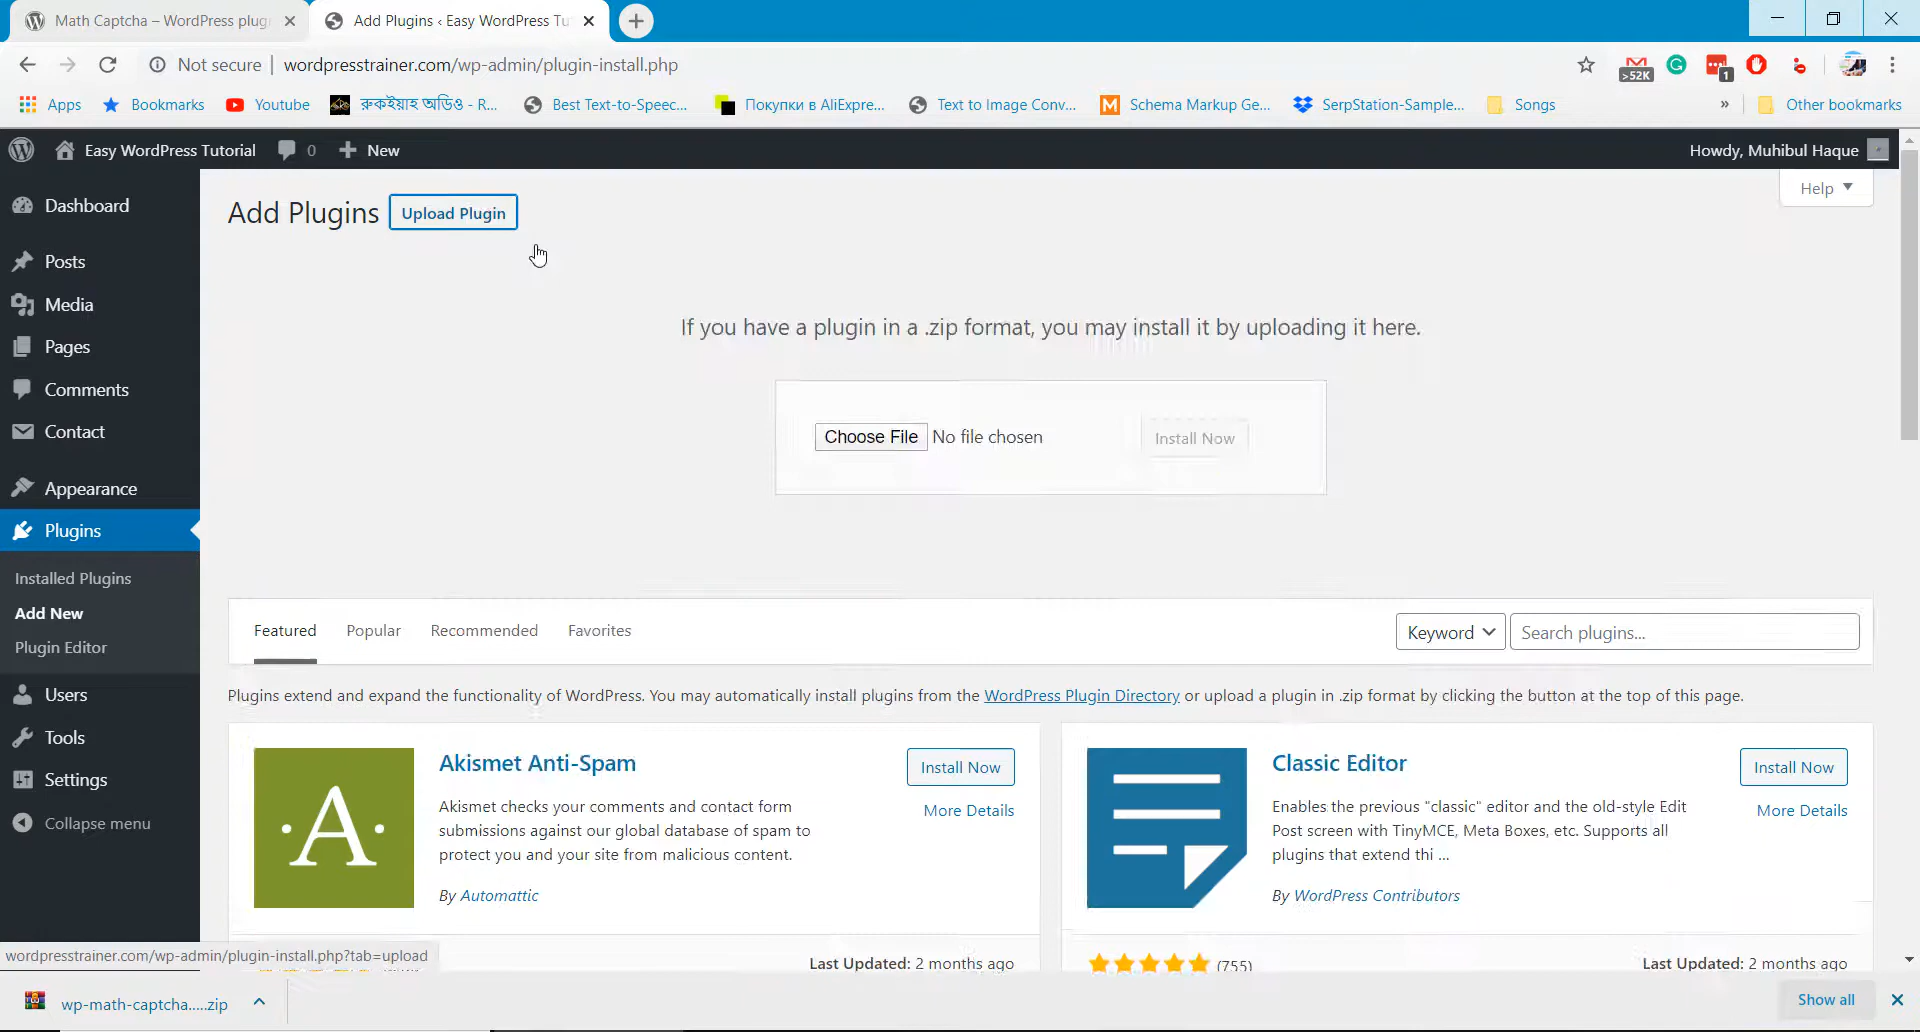 Math Captcha – WordPress plug
Add Plugins ‹ Easy WordPress Tu
Not secure | wordpresstrainer.com/wp-admin/plugin-install.php
>52K
1
Apps
Bookmarks
Youtube
রুকইয়াহ অডিও - R...
Best Text-to-Speec...
Покупки в AliExpre...
Text to Image Conv...
Schema Markup Ge...
SerpStation-Sample...
Songs
»
Other bookmarks
Easy WordPress Tutorial
0
New
Howdy, Muhibul Haque
Dashboard
Posts
Media
Pages
Comments
Contact
Appearance
Plugins
Installed Plugins
Add New
Plugin Editor
Users
Tools
Settings
Collapse menu
Add Plugins
Upload Plugin
Help
If you have a plugin in a .zip format, you may install it by uploading it here.
Choose File No file chosen
Install Now
Featured
Popular
Recommended
Favorites
Keyword
Search plugins...
Plugins extend and expand the functionality of WordPress. You may automatically install plugins from the WordPress Plugin Directory or upload a plugin in .zip format by clicking the button at the top of this page.
A
Akismet Anti-Spam
Install Now
More Details
Akismet checks your comments and contact form
submissions against our global database of spam to
protect you and your site from malicious content.
By Automattic
Last Updated: 2 months ago
Classic Editor
Install Now
More Details
Enables the previous "classic" editor and the old-style Edit
Post screen with TinyMCE, Meta Boxes, etc. Supports all
plugins that extend thi ...
By WordPress Contributors
(755)
Last Updated: 2 months ago
wordpresstrainer.com/wp-admin/plugin-install.php?tab=upload
wp-math-captcha.....zip
Show all